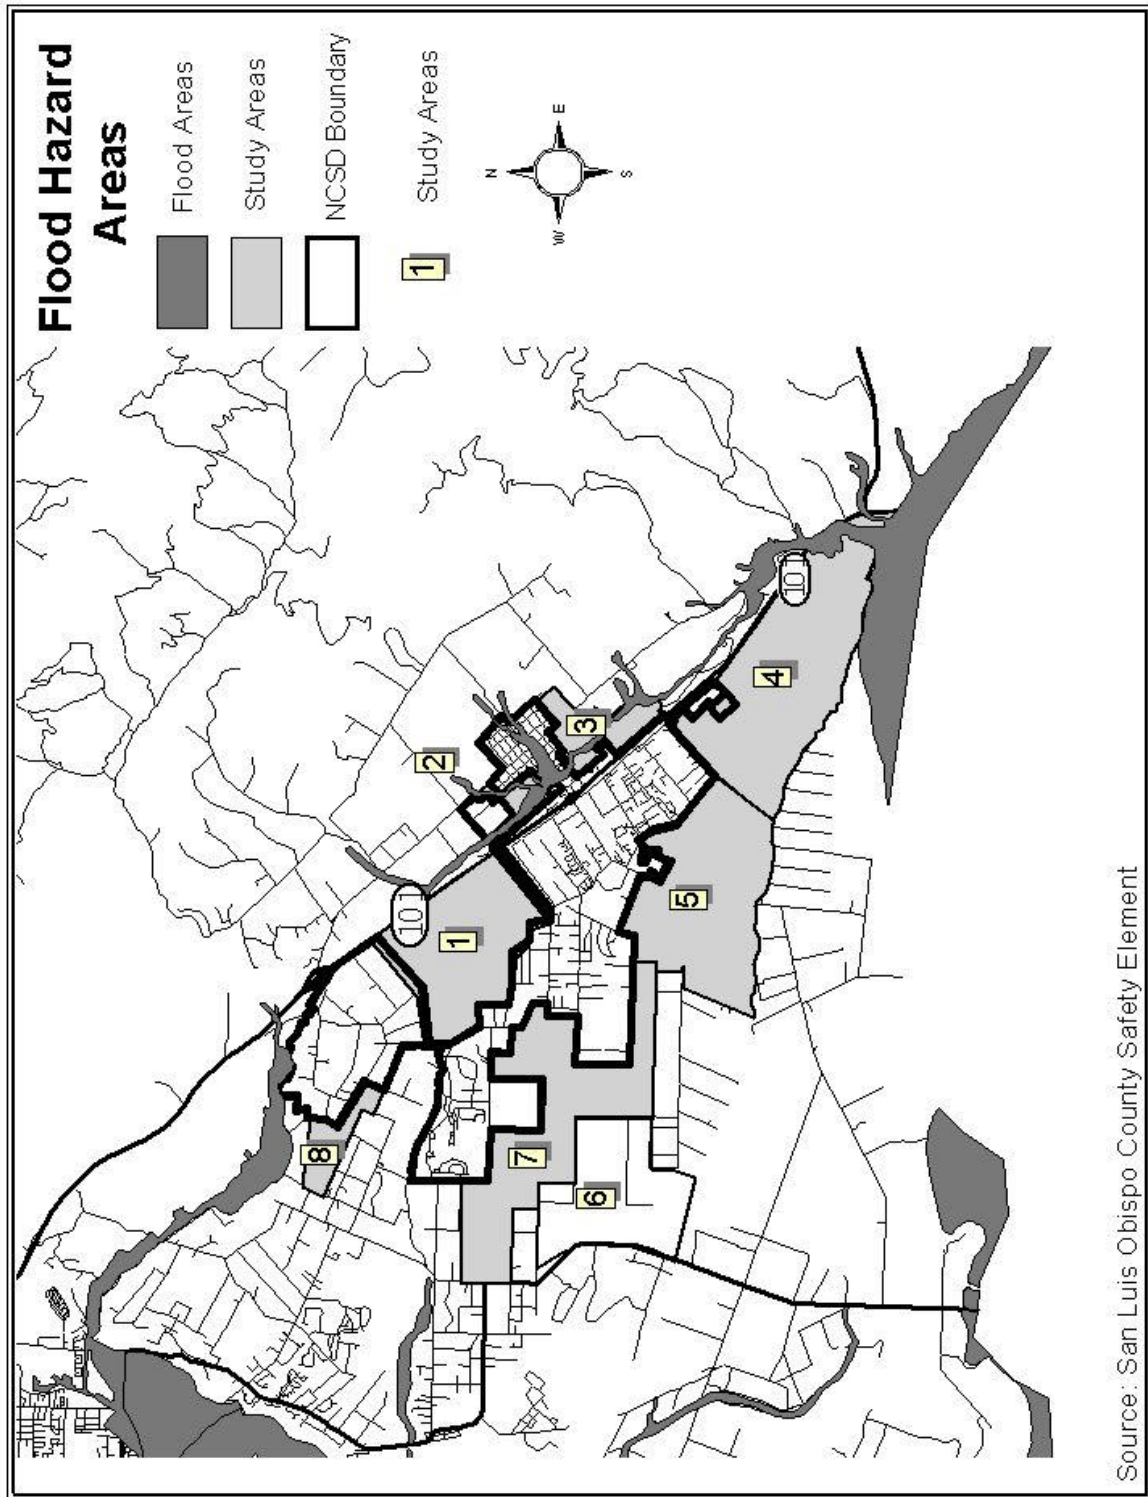 Flood Hazard
Areas
Flood Areas
Study Areas
NCSD Boundary
1
Study Areas
N
W
E
S
8
101
1
2
7
6
3
5
4
101
Source: San Luis Obispo County Safety Element